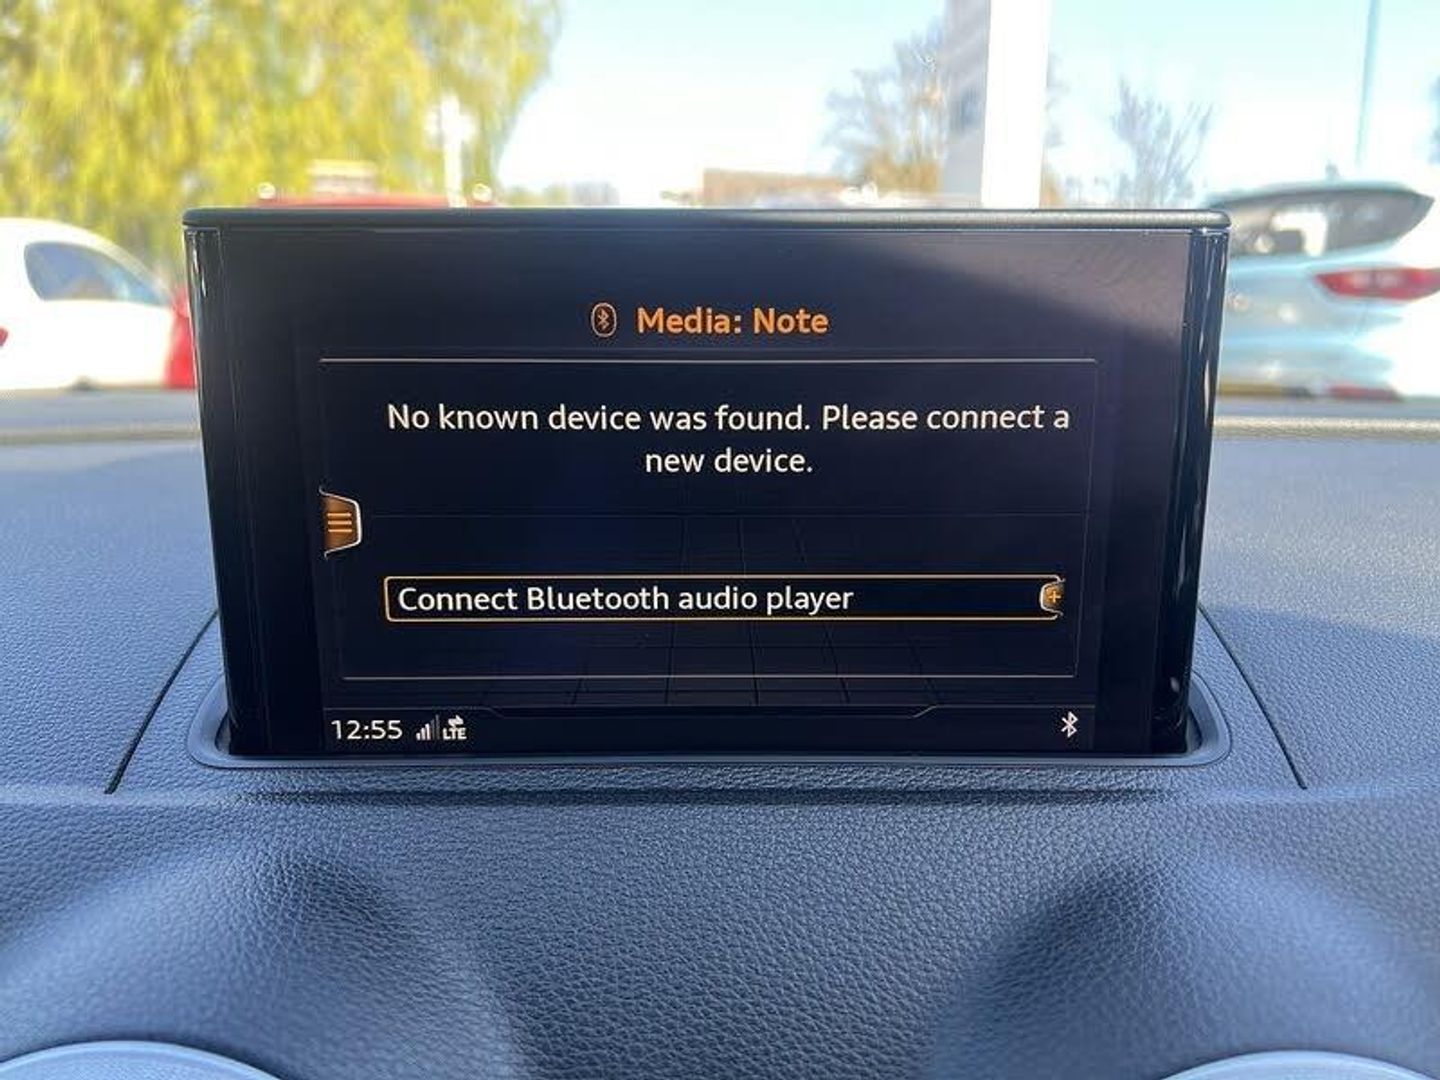 Media: Note
No known device was found. Please connect a
new device.
Connect Bluetooth audio player
12:55 LTE